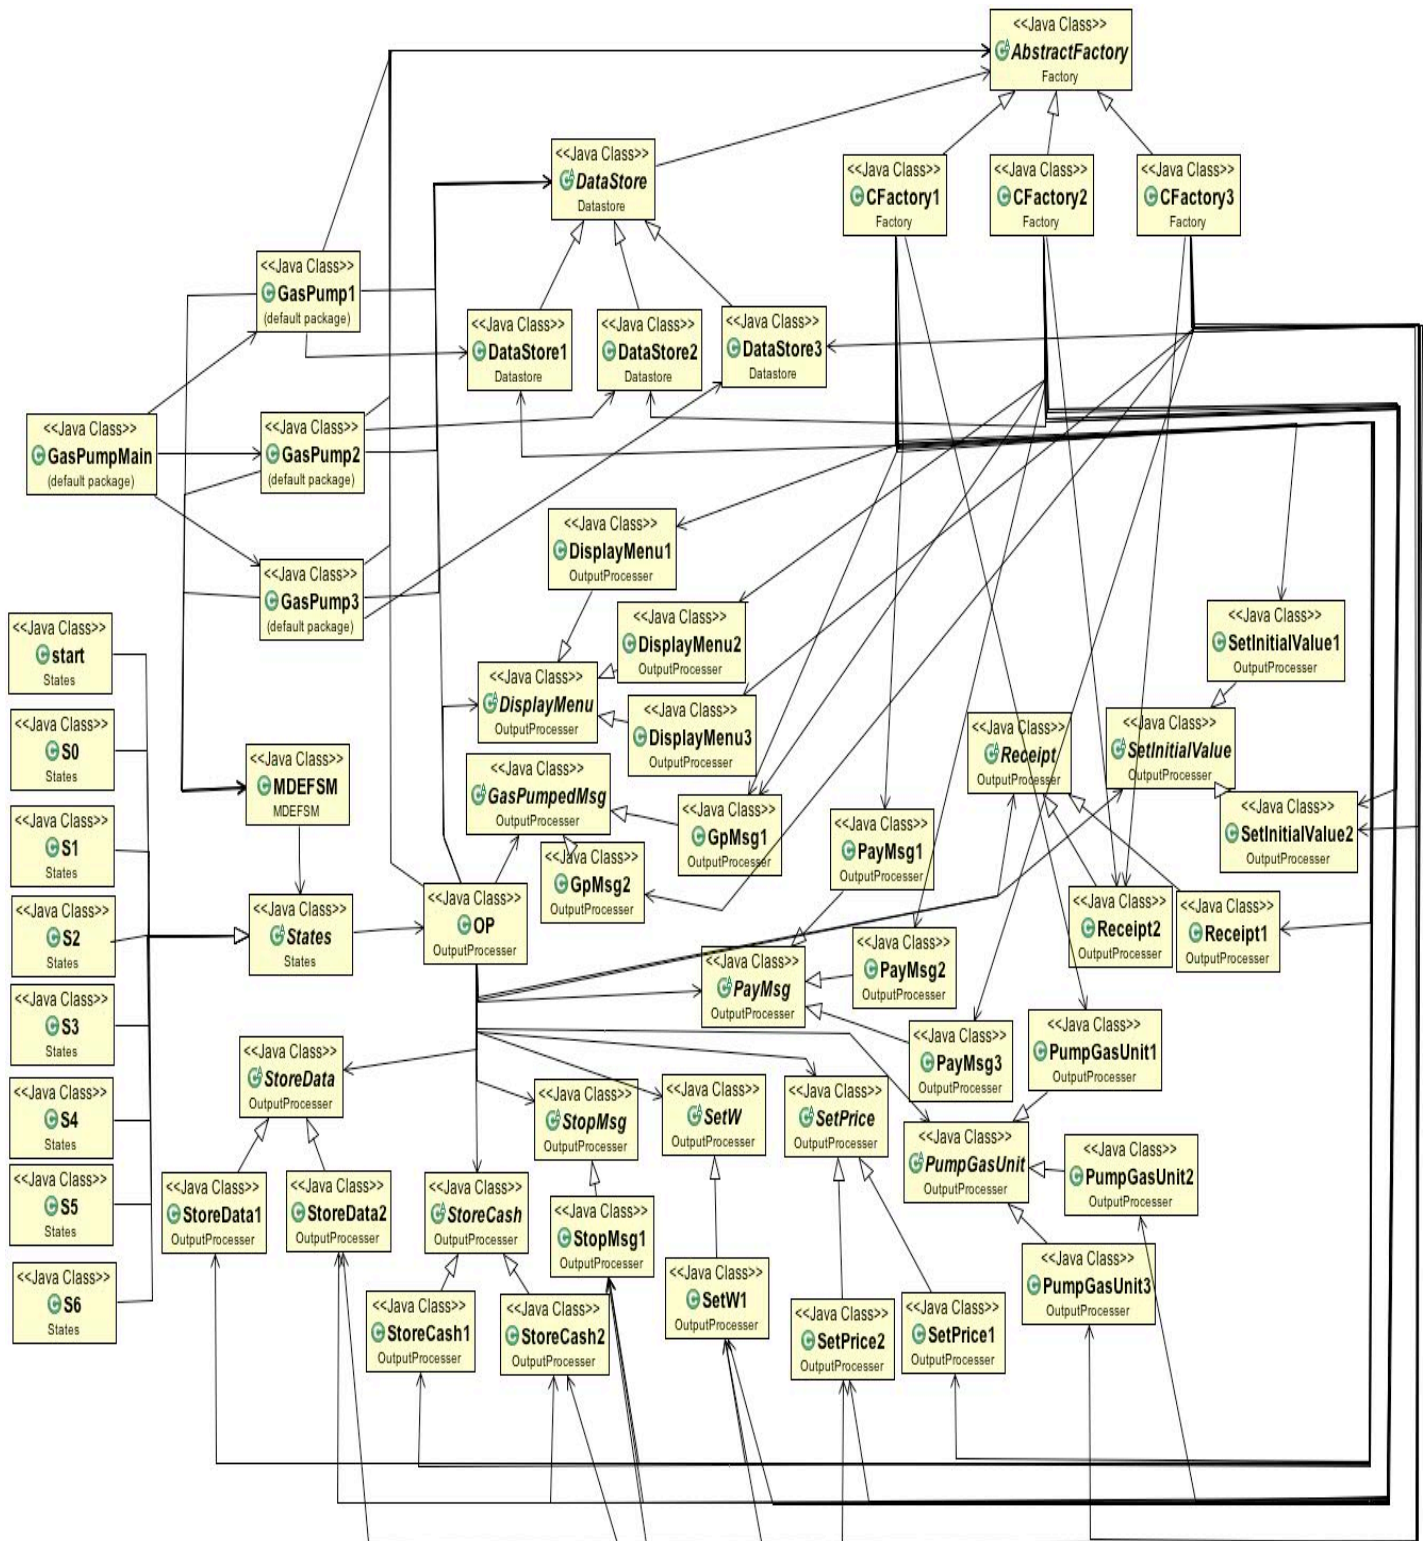 <<Java Class>>
AbstractFactory
Factory
<<Java Class>>
DataStore
Datastore
<<Java Class>>
CFactory1
Factory
<<Java Class>>
CFactory2
Factory
<<Java Class>>
CFactory3
Factory
<<Java Class>>
GasPump1
(default package)
<<Java Class>>
DataStore1
Datastore
<<Java Class>>
DataStore2
Datastore
<<Java Class>>
DataStore3
Datastore
<<Java Class>>
GasPumpMain
(default package)
<<Java Class>>
GasPump2
(default package)
<<Java Class>>
DisplayMenu1
OutputProcesser
<<Java Class>>
GasPump3
(default package)
<<Java Class>>
DisplayMenu2
OutputProcesser
<<Java Class>>
SetInitialValue1
OutputProcesser
<<Java Class>>
start
States
<<Java Class>>
DisplayMenu
OutputProcesser
<<Java Class>>
DisplayMenu3
OutputProcesser
<<Java Class>>
Receipt
OutputProcesser
<<Java Class>>
SetInitialValue
OutputProcesser
<<Java Class>>
S0
States
<<Java Class>>
MDEFSM
MDEFSM
<<Java Class>>
GasPumpedMsg
OutputProcesser
<<Java Class>>
GpMsg1
OutputProcesser
<<Java Class>>
PayMsg1
OutputProcesser
<<Java Class>>
SetInitialValue2
OutputProcesser
<<Java Class>>
S1
States
<<Java Class>>
GpMsg2
OutputProcesser
<<Java Class>>
S2
States
<<Java Class>>
States
States
<<Java Class>>
OP
OutputProcesser
<<Java Class>>
Receipt2
OutputProcesser
<<Java Class>>
Receipt1
OutputProcesser
<<Java Class>>
PayMsg
OutputProcesser
<<Java Class>>
PayMsg2
OutputProcesser
<<Java Class>>
S3
States
<<Java Class>>
PayMsg3
OutputProcesser
<<Java Class>>
PumpGasUnit1
OutputProcesser
<<Java Class>>
StoreData
OutputProcesser
<<Java Class>>
S4
States
<<Java Class>>
StopMsg
OutputProcesser
<<Java Class>>
SetW
OutputProcesser
<<Java Class>>
SetPrice
OutputProcesser
<<Java Class>>
PumpGasUnit
OutputProcesser
<<Java Class>>
PumpGasUnit2
OutputProcesser
<<Java Class>>
S5
States
<<Java Class>>
StoreData1
OutputProcesser
<<Java Class>>
StoreData2
OutputProcesser
<<Java Class>>
StoreCash
OutputProcesser
<<Java Class>>
StopMsg1
OutputProcesser
<<Java Class>>
PumpGasUnit3
OutputProcesser
<<Java Class>>
S6
States
<<Java Class>>
StoreCash1
OutputProcesser
<<Java Class>>
StoreCash2
OutputProcesser
<<Java Class>>
SetW1
OutputProcesser
<<Java Class>>
SetPrice2
OutputProcesser
<<Java Class>>
SetPrice1
OutputProcesser